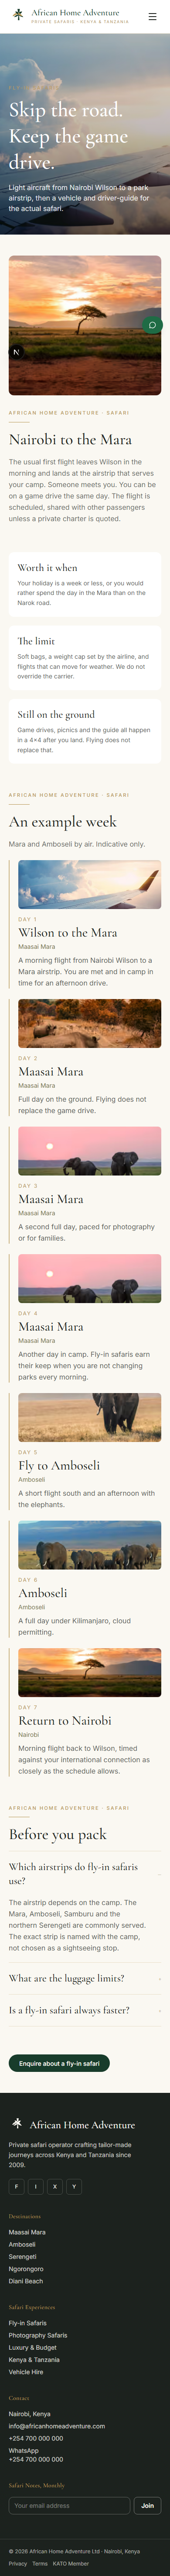 African Home Adventure
PRIVATE SAFARIS · KENYA & TANZANIA
Skip the road.
Keep the game
drive.
Light aircraft from Nairobi Wilson to a park
airstrip, then a vehicle and driver-guide for
the actual safari.
N
AFRICAN HOME ADVENTURE · SAFARI
Nairobi to the Mara
The usual first flight leaves Wilson in the
morning and lands at the airstrip that serves
your camp. Someone meets you. You can be
on a game drive the same day. The flight is
scheduled, shared with other passengers
unless a private charter is quoted.
Worth it when
Your holiday is a week or less, or you would
rather spend the day in the Mara than on the
Narok road.
The limit
Soft bags, a weight cap set by the airline, and
flights that can move for weather. We do not
override the carrier.
Still on the ground
Game drives, picnics and the guide all happen
in a 4×4 after you land. Flying does not
replace that.
AFRICAN HOME ADVENTURE · SAFARI
An example week
Mara and Amboseli by air. Indicative only.
DAY 1
Wilson to the Mara
Maasai Mara
A morning flight from Nairobi Wilson to a
Mara airstrip. You are met and in camp in
time for an afternoon drive.
DAY 2
Maasai Mara
Maasai Mara
Full day on the ground. Flying does not
replace the game drive.
DAY 3
Maasai Mara
Maasai Mara
A second full day, paced for photography
or for families.
DAY 4
Maasai Mara
Maasai Mara
Another day in camp. Fly-in safaris earn
their keep when you are not changing
parks every morning.
DAY 5
Fly to Amboseli
Amboseli
A short flight south and an afternoon with
the elephants.
DAY 6
Amboseli
Amboseli
A full day under Kilimanjaro, cloud
permitting.
DAY 7
Return to Nairobi
Nairobi
Morning flight back to Wilson, timed
against your international connection as
closely as the schedule allows.
AFRICAN HOME ADVENTURE · SAFARI
Before you pack
Which airstrips do fly-in safaris
use?
The airstrip depends on the camp. The
Mara, Amboseli, Samburu and the
northern Serengeti are commonly served.
The exact strip is named with the camp,
not chosen as a sightseeing stop.
What are the luggage limits?
Is a fly-in safari always faster?
Enquire about a fly-in safari
African Home Adventure
Private safari operator crafting tailor-made
journeys across Kenya and Tanzania since
2009.
F
I
X
Y
Destinations
Maasai Mara
Amboseli
Serengeti
Ngorongoro
Diani Beach
Safari Experiences
Fly-in Safaris
Photography Safaris
Luxury & Budget
Kenya & Tanzania
Vehicle Hire
Contact
Nairobi, Kenya
info@africanhomeadventure.com
+254 700 000 000
WhatsApp
+254 700 000 000
Safari Notes, Monthly
Your email address
Join
© 2026 African Home Adventure Ltd · Nairobi, Kenya
Privacy Terms KATO Member